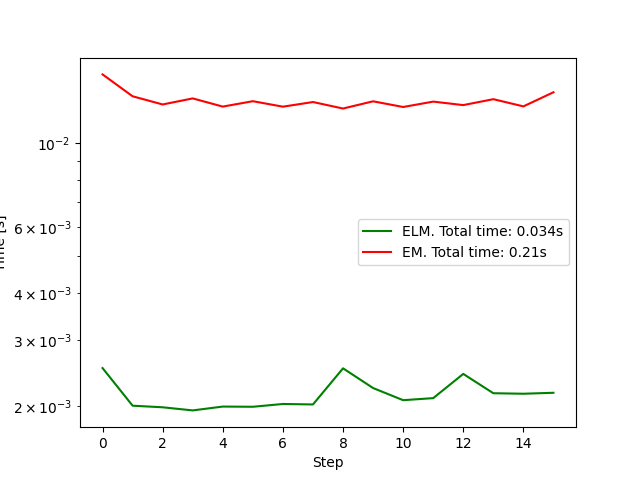 10⁻²
6 × 10⁻³
4 × 10⁻³
3 × 10⁻³
2 × 10⁻³
ELM. Total time: 0.034s
EM. Total time: 0.21s
0 2 4 6 8 10 12 14
Step